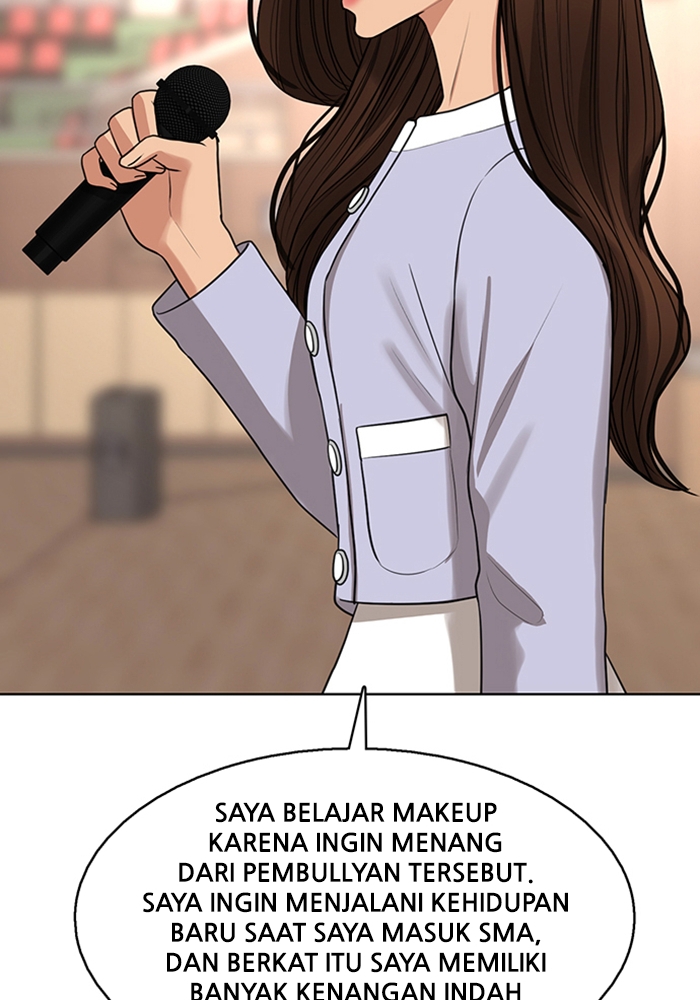 SAYA BELAJAR MAKEUP
KARENA INGIN MENANG
DARI PEMBULLYAN TERSEBUT.
SAYA INGIN MENJALANI KEHIDUPAN
BARU SAAT SAYA MASUK SMA,
DAN BERKAT ITU SAYA MEMILIKI
BANYAK KENANGAN INDAH